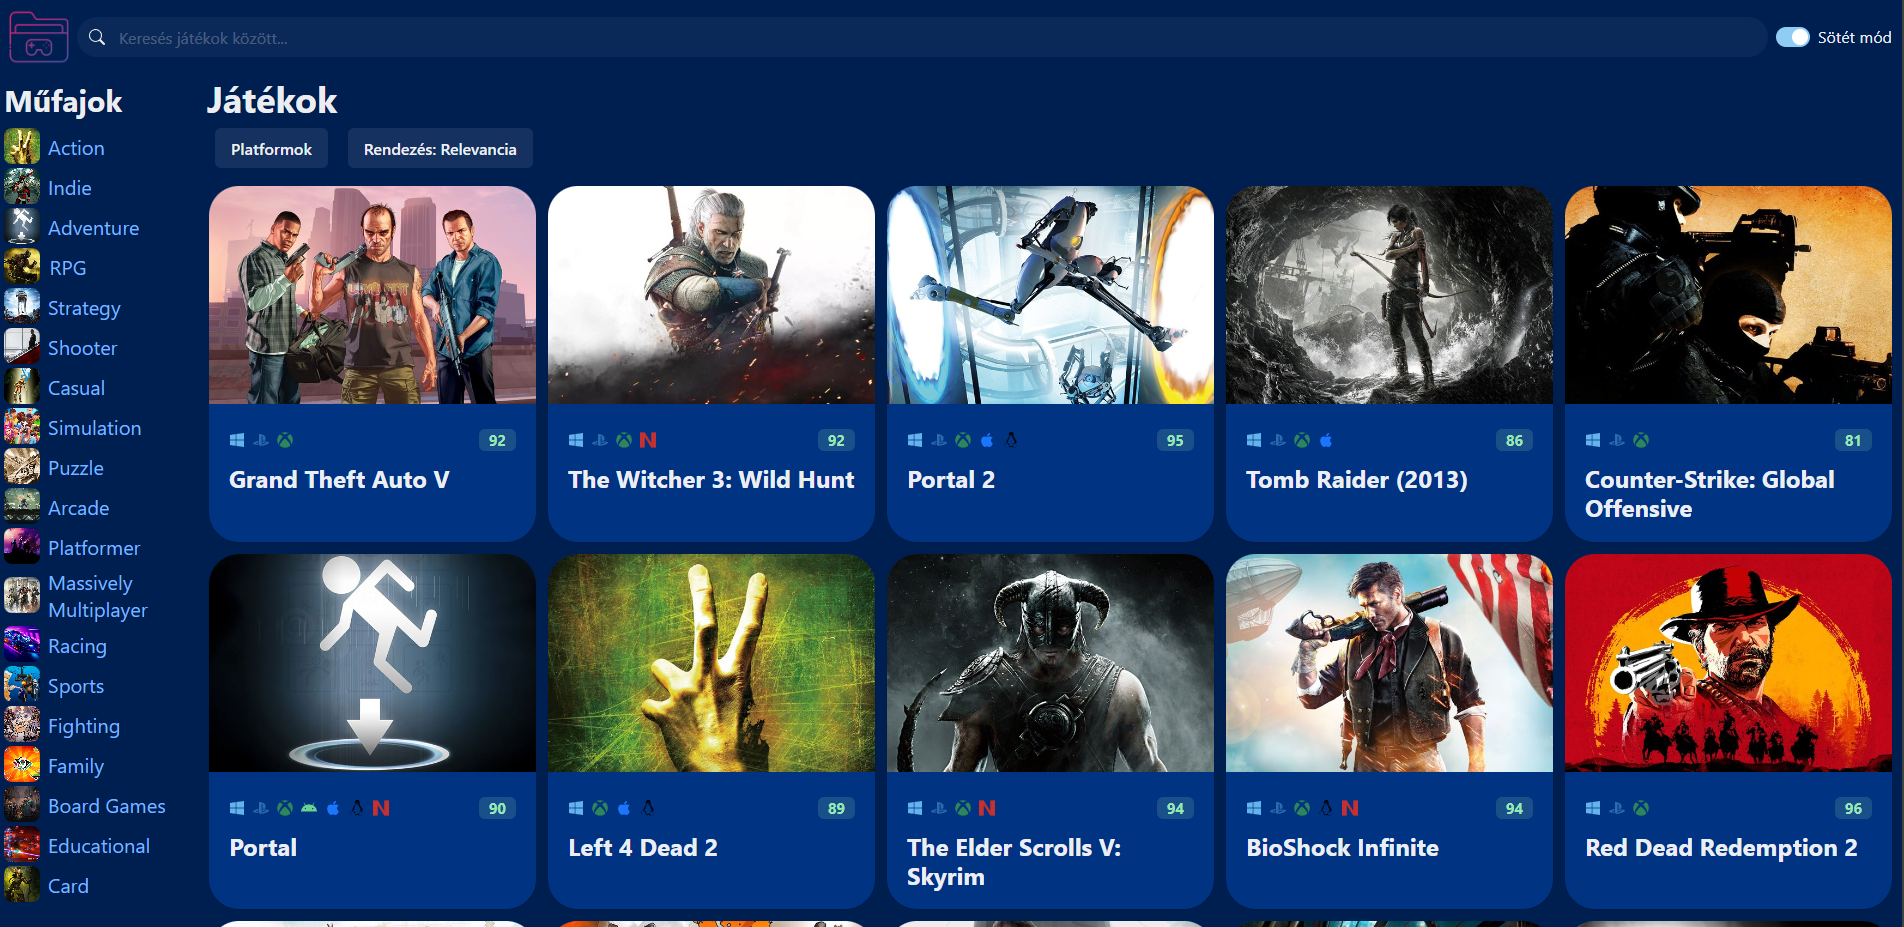 Keresés játékok között...
Sötét mód
Műfajok
Action
Indie
Adventure
RPG
Strategy
Shooter
Casual
Simulation
Puzzle
Arcade
Platformer
Massively
Multiplayer
Racing
Sports
Fighting
Family
Board Games
Educational
Card
Játékok
Platformok
Rendezés: Relevancia
92
Grand Theft Auto V
92
The Witcher 3: Wild Hunt
95
Portal 2
86
Tomb Raider (2013)
81
Counter-Strike: Global
Offensive
90
Portal
89
Left 4 Dead 2
94
The Elder Scrolls V:
Skyrim
94
BioShock Infinite
96
Red Dead Redemption 2